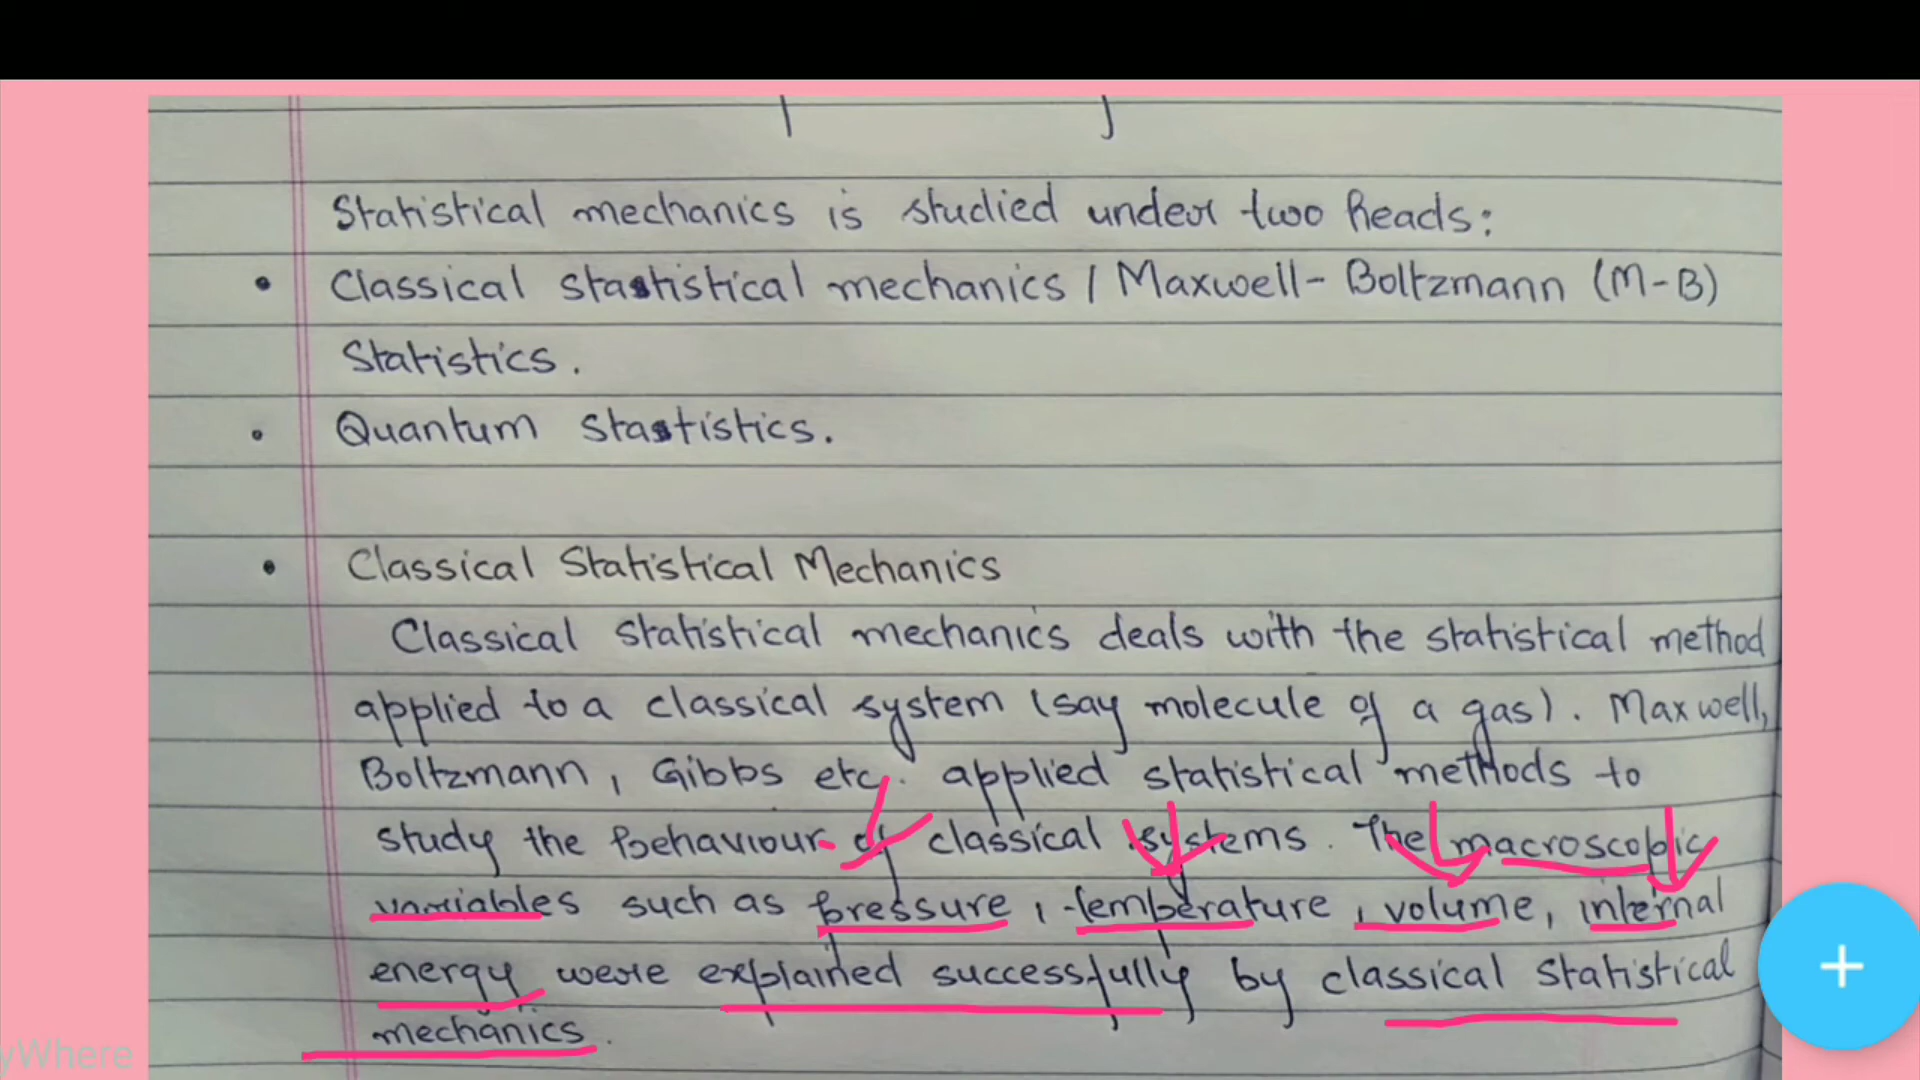 Statistical mechanics is studied under two heads:
• Classical stastistical mechanics / Maxwell-Boltzmann (M-B)
Statistics.
• Quantum stastistics.
• Classical Statistical Mechanics
Classical statistical mechanics deals with the statistical method
applied to a classical system (say molecule of a gas). Maxwell,
Boltzmann, Gibbs etc. applied statistical methods to
study the behaviour of classical systems. The macroscopic
variables such as pressure, temperature, volume, internal
energy were explained successfully by classical statistical
mechanics.
yWhere